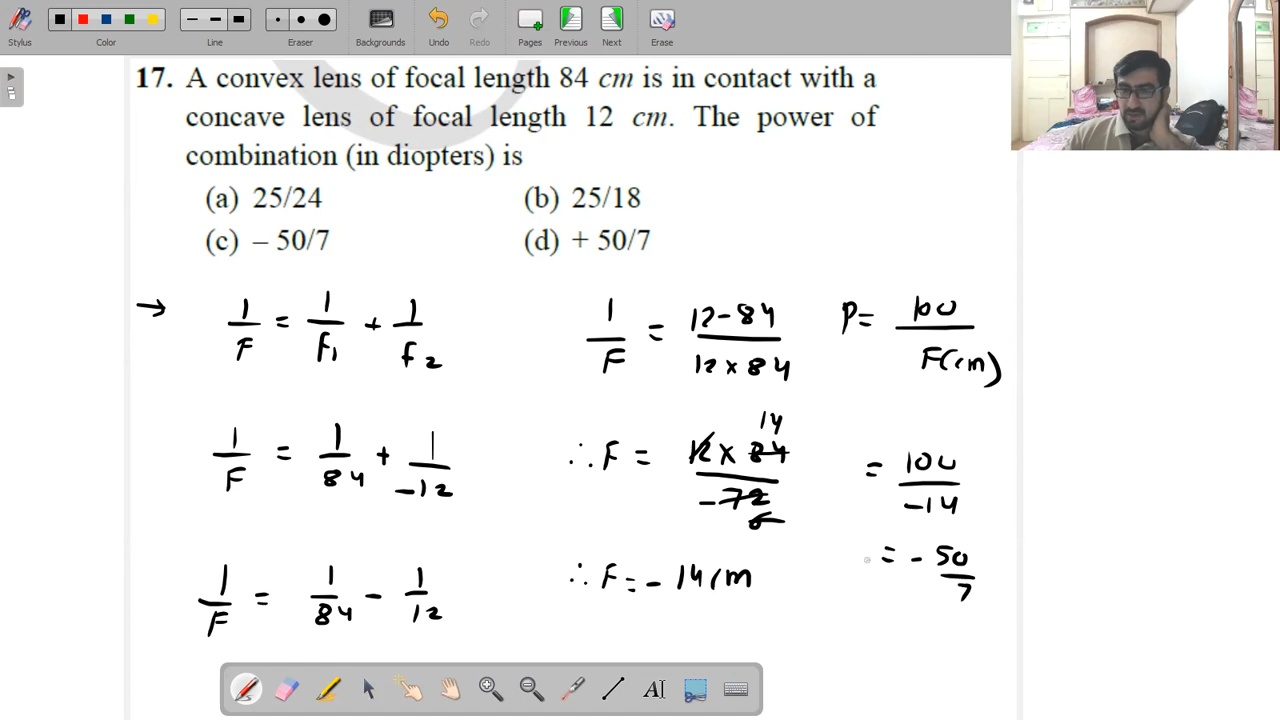 Stylus
Color
Line
Eraser
Backgrounds
Undo
Redo
Pages
Previous
Next
Erase
17. A convex lens of focal length 84 cm is in contact with a
concave lens of focal length 12 cm. The power of
combination (in diopters) is
(a) 25/24
(b) 25/18
(c) – 50/7
(d) + 50/7
→ 1/F = 1/F1 + 1/f2
1/F = 1/84 + 1/-12
1/F = 1/84 - 1/12
1/F = 12-84/12×84
∴ F = 12×84/-72
14
6
∴ F = - 14 cm
P = 100/F(cm)
= 100/-14
= - 50/7
AI